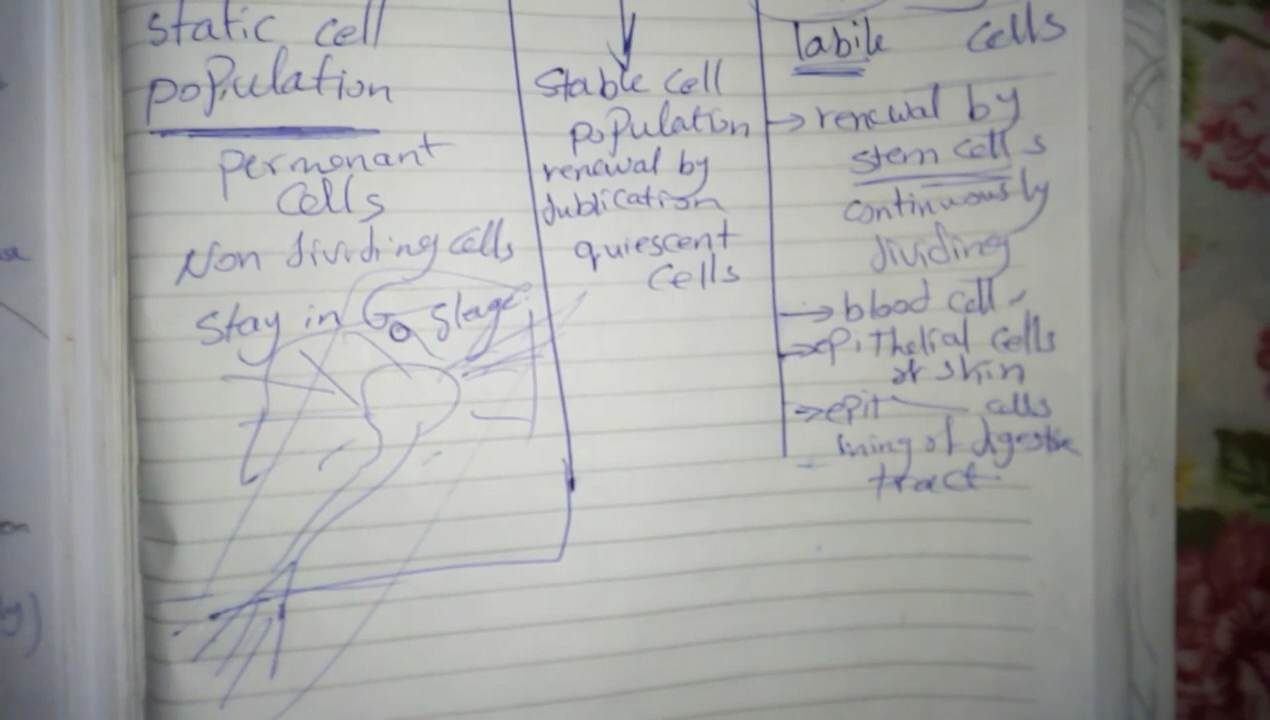 static cell
population
permenant
cells
Non dividing cells
Stay in G0 stage.
Stable cell
population
renewal by
dublication
quiescent
cells
labile cells
→ renewal by
stem cells
continuously
dividing
→ blood cell
→ epithelial cells
of skin
→ epit cells
lining of digestive
tract